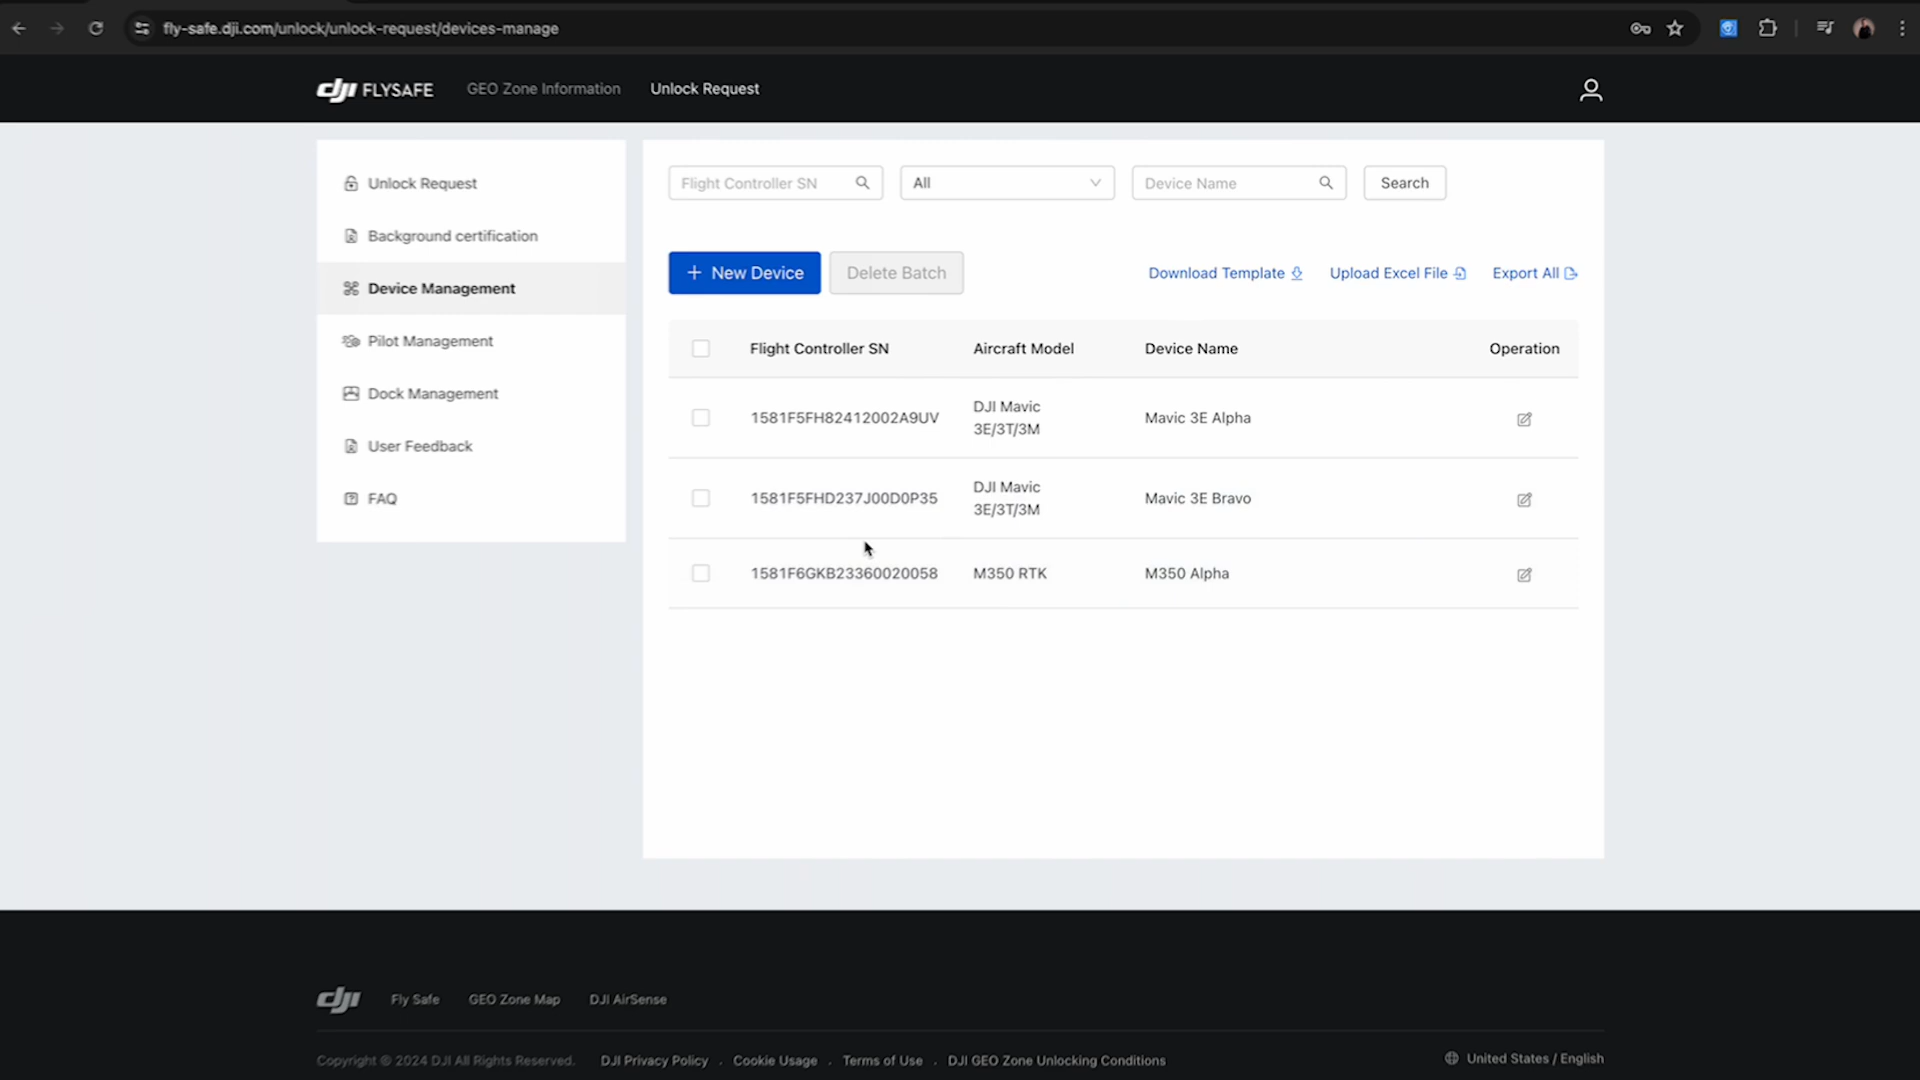 fly-safe.dji.com/unlock/unlock-request/devices-manage
dji FLYSAFE GEO Zone Information Unlock Request
Unlock Request
Background certification
Device Management
Pilot Management
Dock Management
User Feedback
FAQ
Flight Controller SN All Device Name Search
+ New Device Delete Batch Download Template Upload Excel File Export All
Flight Controller SN Aircraft Model Device Name Operation
1581F5FH82412002A9UV DJI Mavic 3E/3T/3M Mavic 3E Alpha
1581F5FHD237J00D0P35 DJI Mavic 3E/3T/3M Mavic 3E Bravo
1581F6GKB23360020058 M350 RTK M350 Alpha
dji Fly Safe GEO Zone Map DJI AirSense
Copyright © 2024 DJI All Rights Reserved. DJI Privacy Policy . Cookie Usage . Terms of Use . DJI GEO Zone Unlocking Conditions United States / English